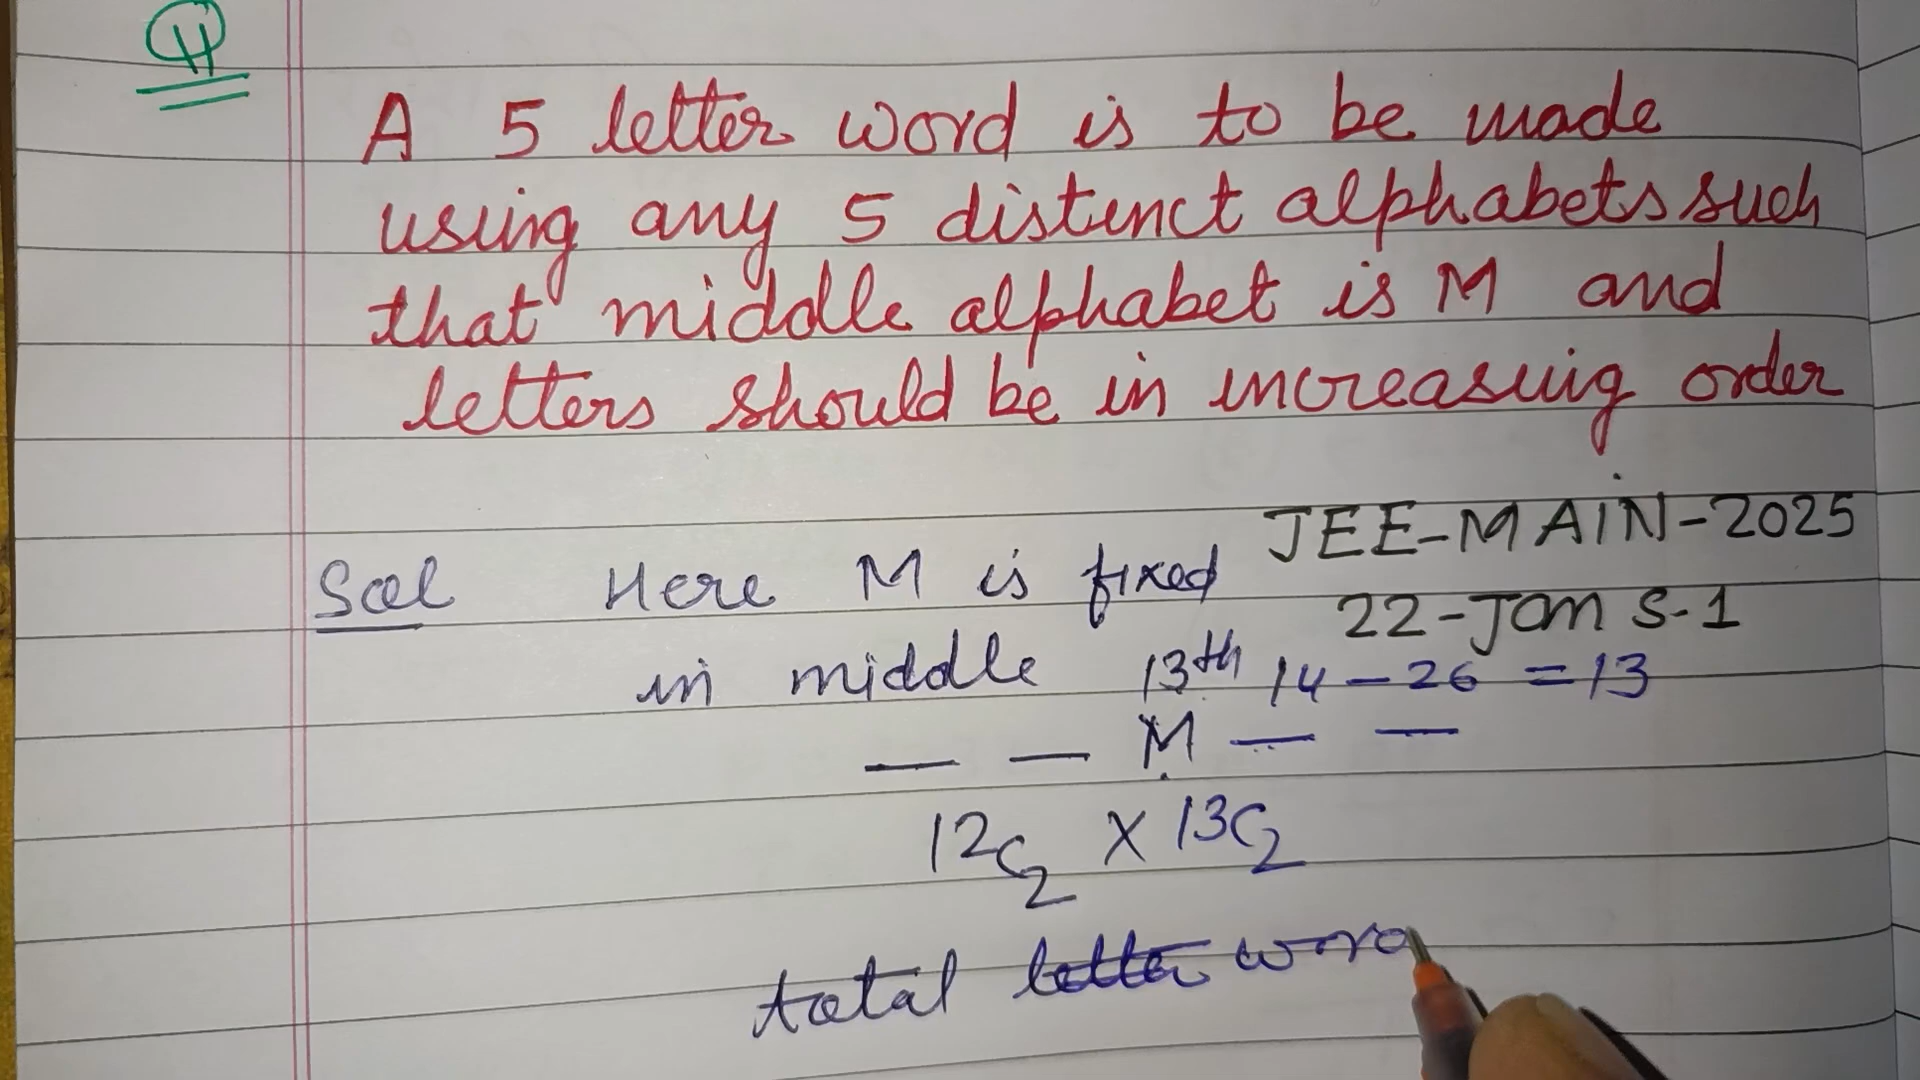 Q
A 5 letter word is to be made
using any 5 distinct alphabets such
that middle alphabet is M and
letters should be in increasing order
JEE-MAIN-2025
Sol Here M is fixed
22-Jan S-1
in middle 13th 14 - 26 = 13
_ _ M _ _
12C2 X 13C2
total letter word